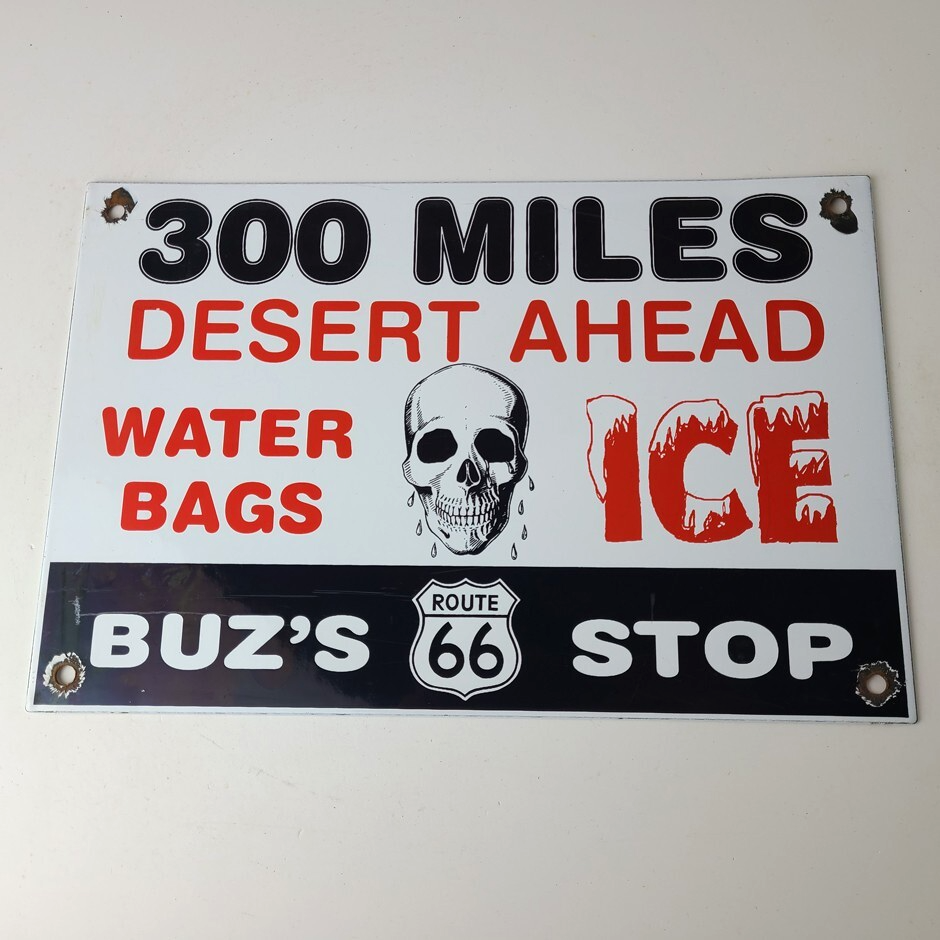 300 MILES
DESERT AHEAD
WATER
BAGS
ICE
BUZ'S
ROUTE
66
STOP